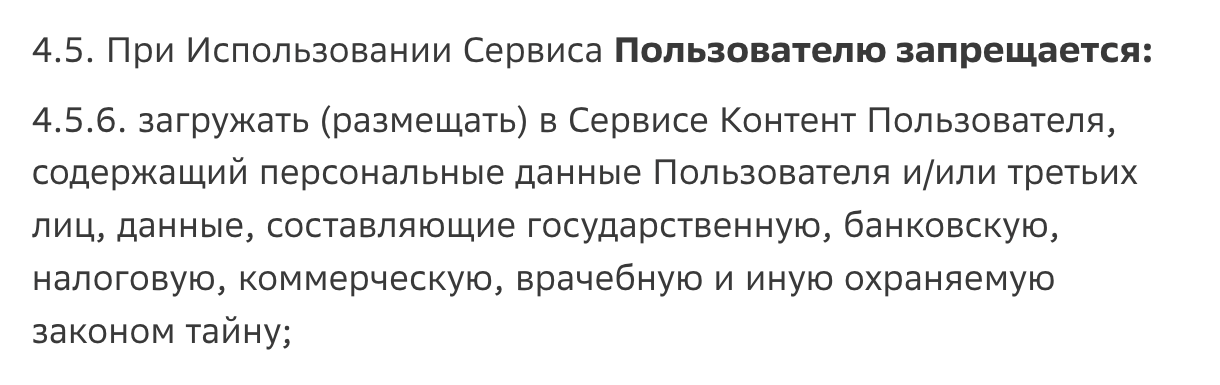 4.5. При Использовании Сервиса Пользователю запрещается:
4.5.6. загружать (размещать) в Сервисе Контент Пользователя,
содержащий персональные данные Пользователя и/или третьих
лиц, данные, составляющие государственную, банковскую,
налоговую, коммерческую, врачебную и иную охраняемую
законом тайну;